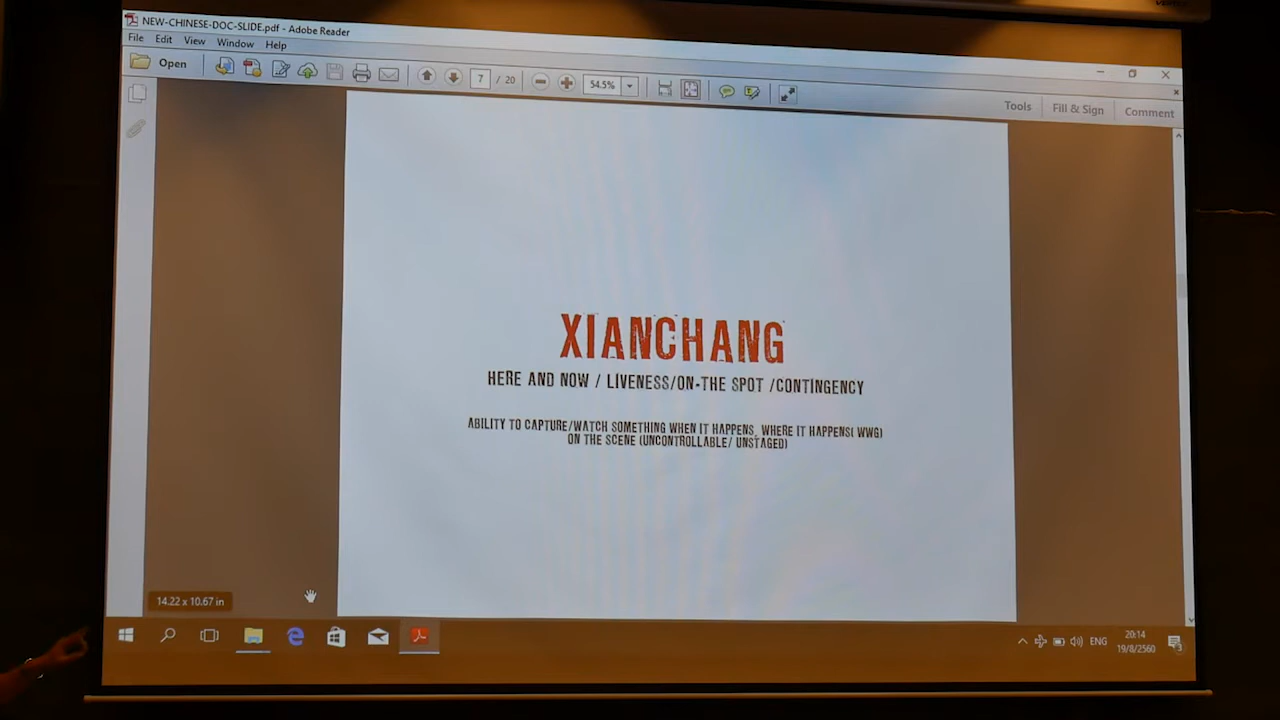 NEW-CHINESE-DOC-SLIDE.pdf - Adobe Reader
File Edit View Window Help
Open 7 / 20 54.5%
Tools Fill & Sign Comment
XIANCHANG
HERE AND NOW / LIVENESS/ON-THE SPOT /CONTINGENCY
ABILITY TO CAPTURE/WATCH SOMETHING WHEN IT HAPPENS, WHERE IT HAPPENS( WWG)
ON THE SCENE (UNCONTROLLABLE/ UNSTAGED)
14.22 x 10.67 in
ENG 20:14
19/8/2560
3